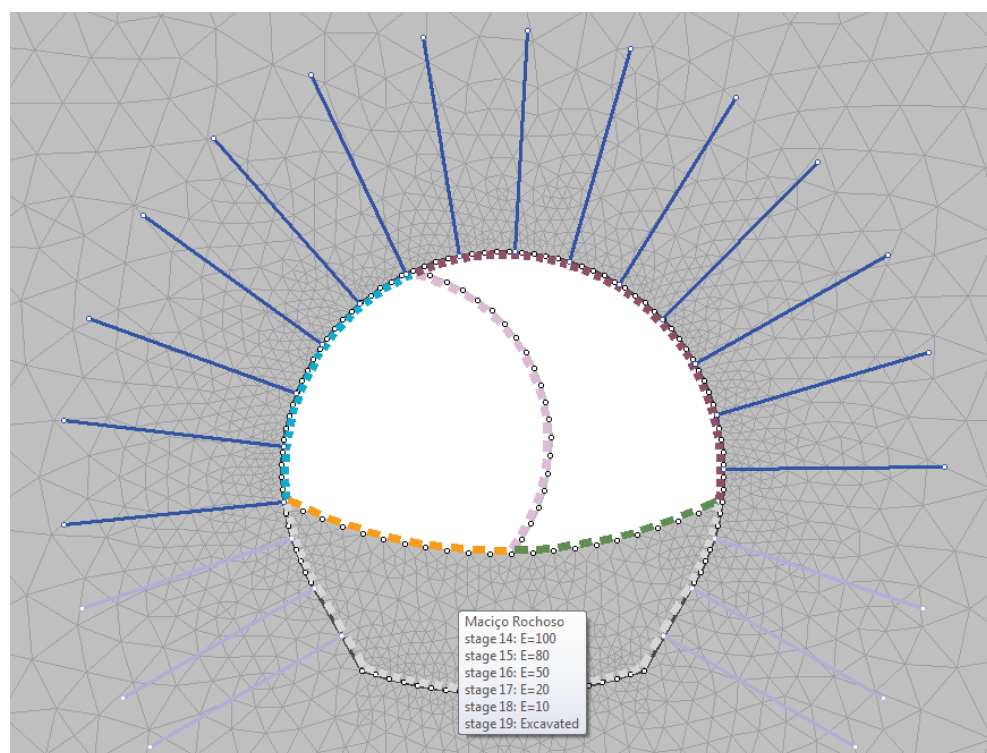 Maciço Rochoso
stage 14: E=100
stage 15: E=80
stage 16: E=50
stage 17: E=20
stage 18: E=10
stage 19: Excavated